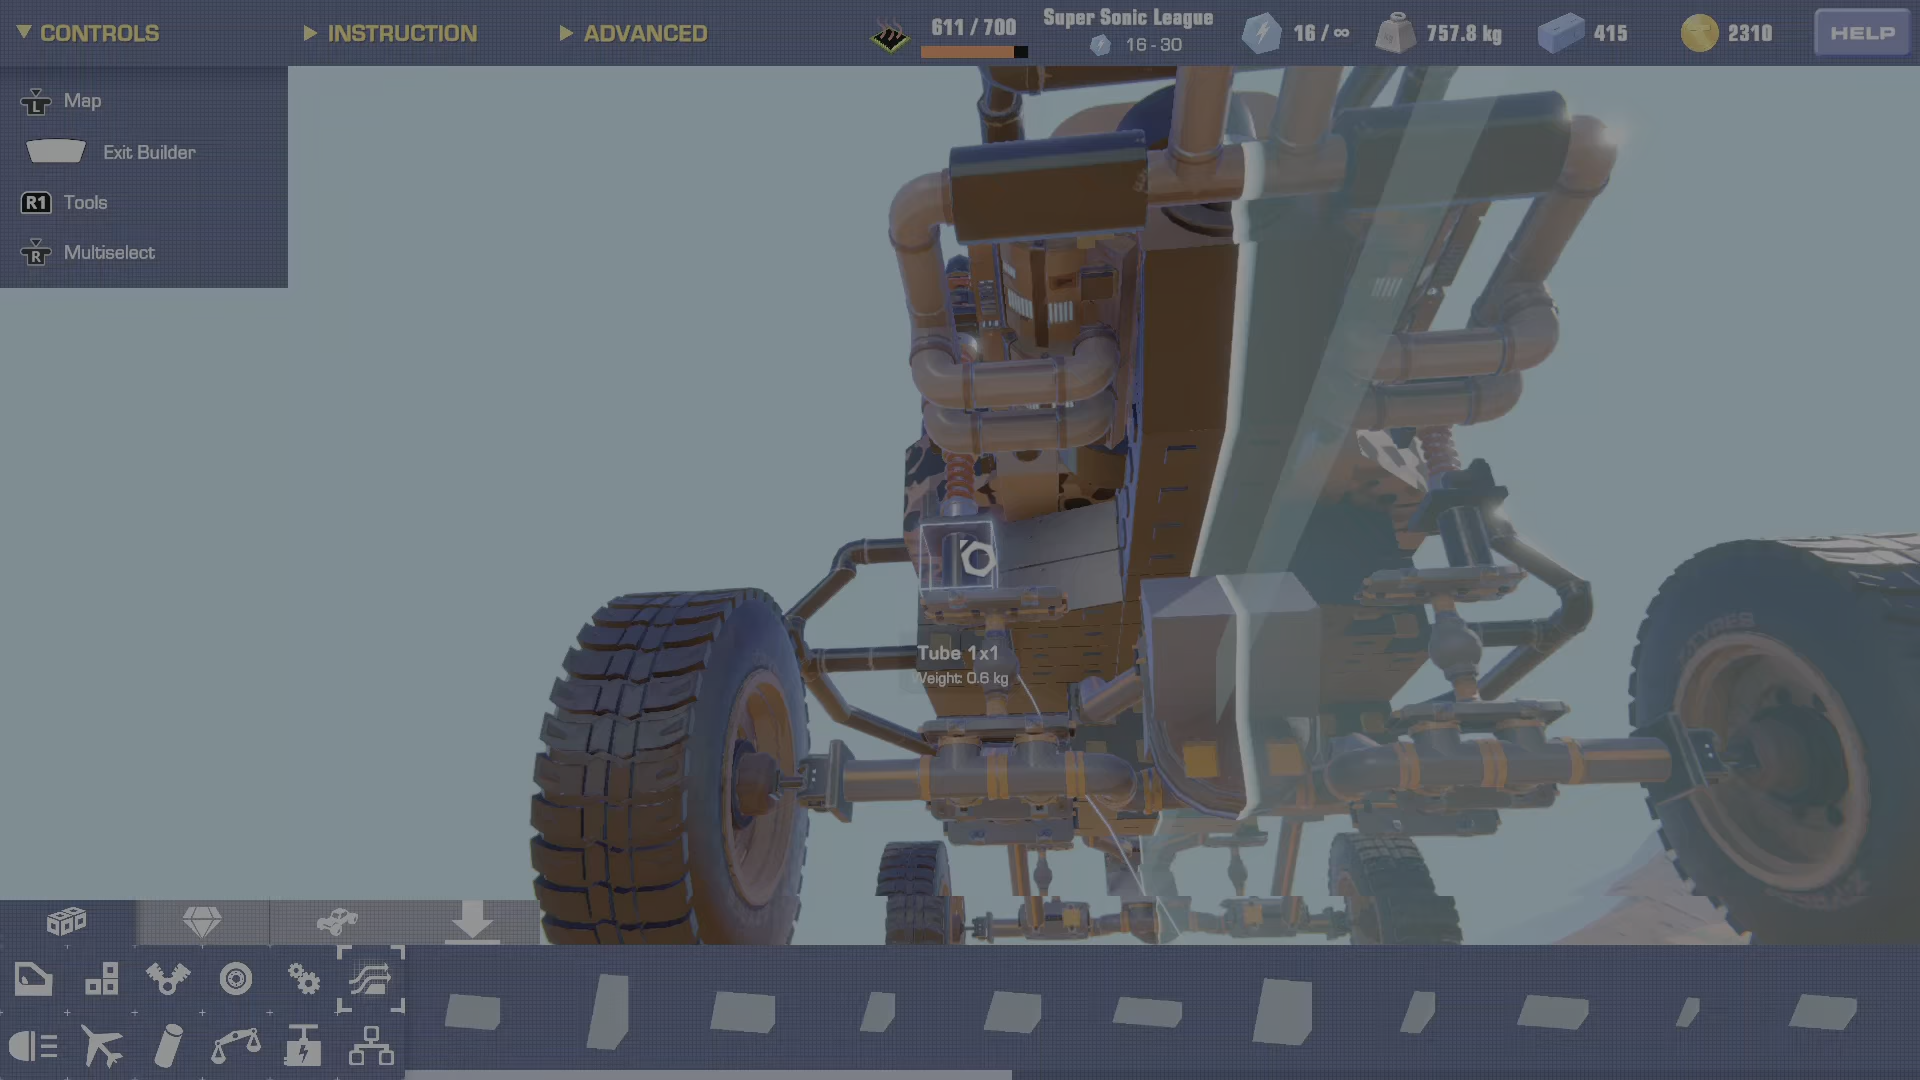 CONTROLS
INSTRUCTION
ADVANCED
611 / 700
Super Sonic League
16 - 30
16 / ∞
757.8 kg
415
2310
HELP
L Map
Exit Builder
R1 Tools
R Multiselect
Tube 1x1
Weight: 0.6 kg